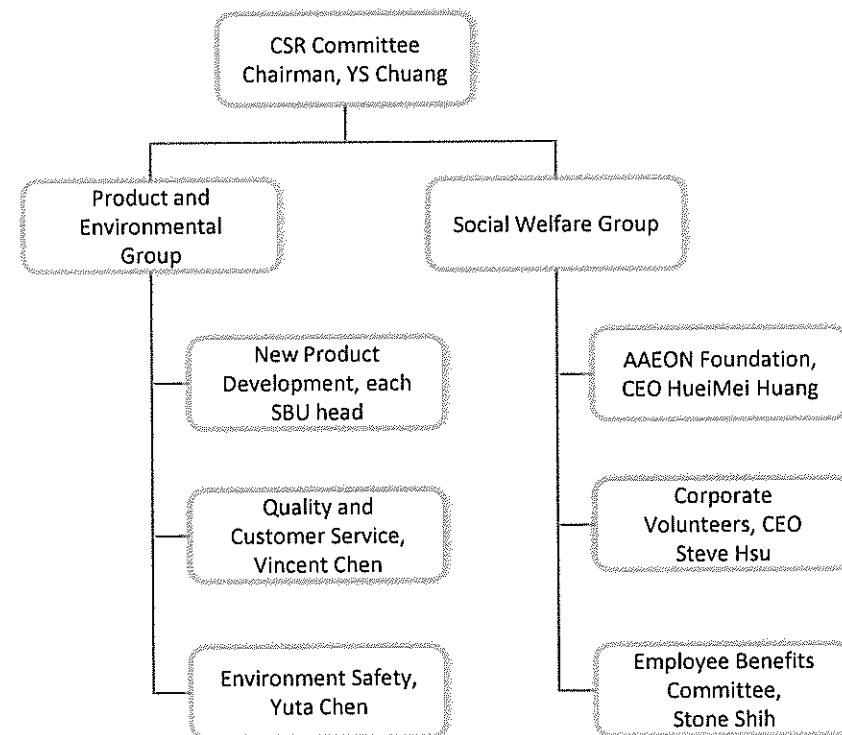 CSR Committee
Chairman, YS Chuang
Product and
Environmental
Group
Social Welfare Group
New Product
Development, each
SBU head
AAEON Foundation,
CEO HueiMei Huang
Quality and
Customer Service,
Vincent Chen
Corporate
Volunteers, CEO
Steve Hsu
Environment Safety,
Yuta Chen
Employee Benefits
Committee,
Stone Shih